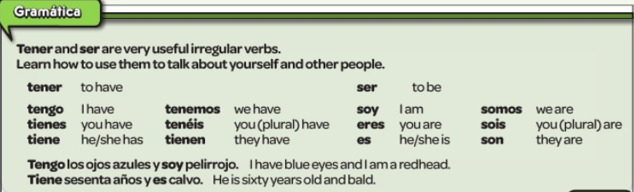 Gramática
Tener and ser are very useful irregular verbs.
Learn how to use them to talk about yourself and other people.
tener to have ser to be
tengo I have tenemos we have soy I am somos we are
tienes you have tenéis you (plural) have eres you are sois you (plural) are
tiene he/she has tienen they have es he/she is son they are
Tengo los ojos azules y soy pelirrojo. I have blue eyes and I am a redhead.
Tiene sesenta años y es calvo. He is sixty years old and bald.